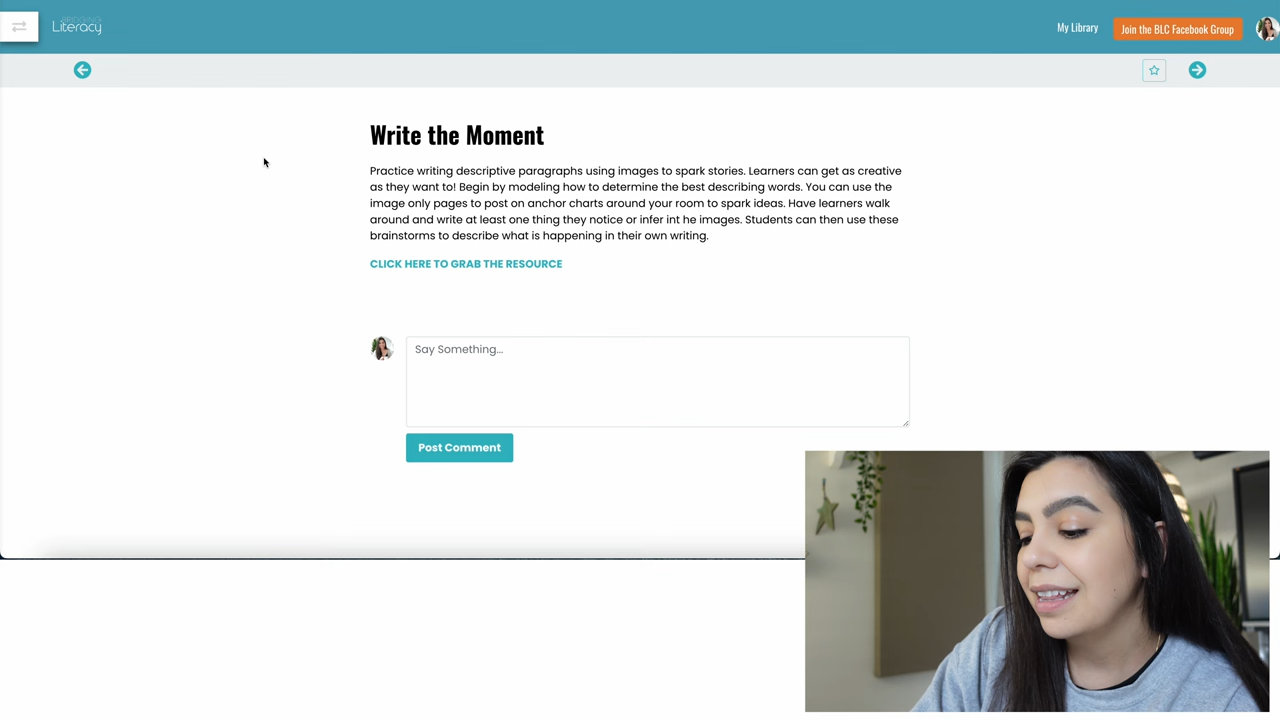 BRIDGING
Literacy
My Library
Join the BLC Facebook Group
Write the Moment
Practice writing descriptive paragraphs using images to spark stories. Learners can get as creative
as they want to! Begin by modeling how to determine the best describing words. You can use the
image only pages to post on anchor charts around your room to spark ideas. Have learners walk
around and write at least one thing they notice or infer int he images. Students can then use these
brainstorms to describe what is happening in their own writing.
CLICK HERE TO GRAB THE RESOURCE
Say Something...
Post Comment